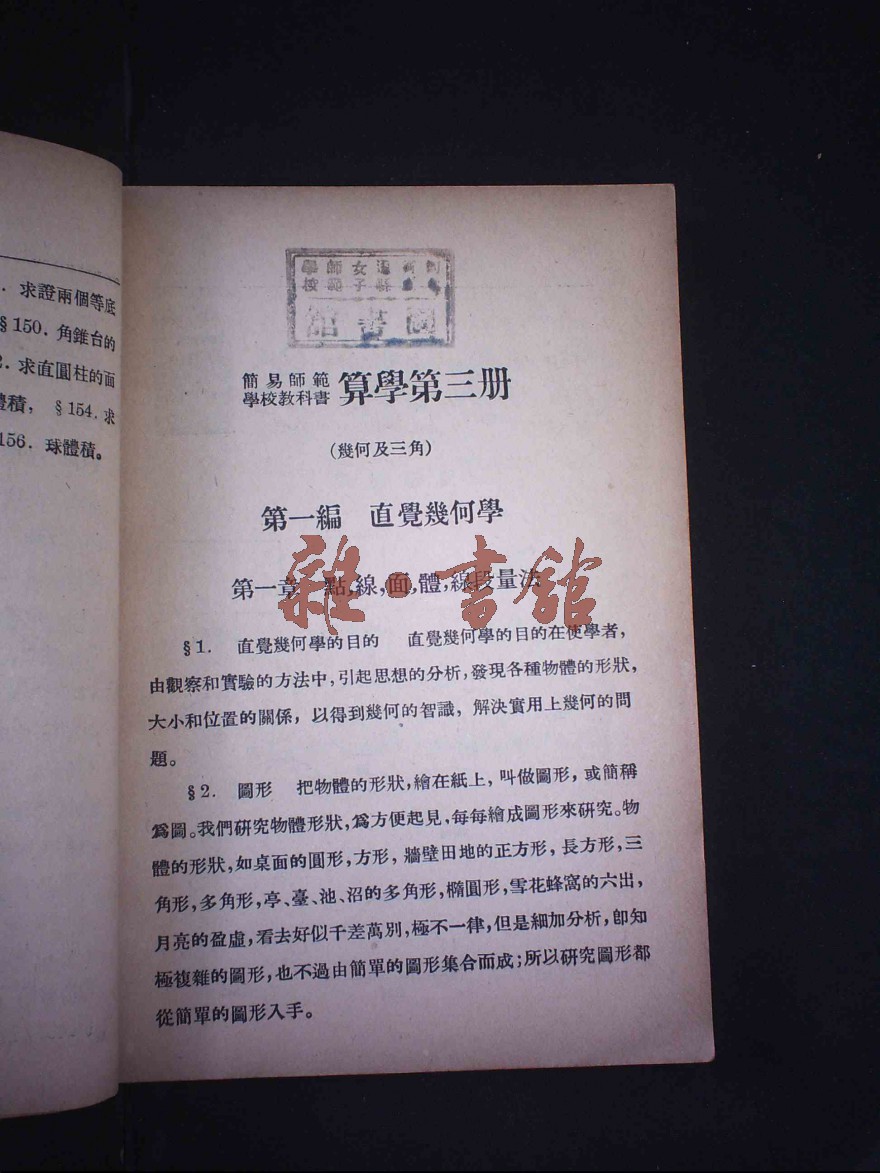 ．求證兩個等底
§150．角錐台的
2．求直圓柱的面
體積， §154．求
156．球體積。
女師學
縣子範校
圖書館
簡易師範
學校教科書 算學第三册
(幾何及三角)
第一編 直覺幾何學
第一章 點,線,面,體,線段量法
雜·書館
§1． 直覺幾何學的目的 直覺幾何學的目的在使學者，
由觀察和實驗的方法中，引起思想的分析，發現各種物體的形狀，
大小和位置的關係，以得到幾何的智識，解決實用上幾何的問
題。
§2． 圖形 把物體的形狀，繪在紙上，叫做圖形，或簡稱
爲圖。我們研究物體形狀，爲方便起見，每每繪成圖形來研究。物
體的形狀，如桌面的圓形，方形，牆壁田地的正方形，長方形，三
角形，多角形，亭、臺、池、沼的多角形，橢圓形，雪花蜂窩的六出，
月亮的盈虛，看去好似千差萬別，極不一律，但是細加分析，卽知
極複雜的圖形，也不過由簡單的圖形集合而成；所以研究圖形都
從簡單的圖形入手。